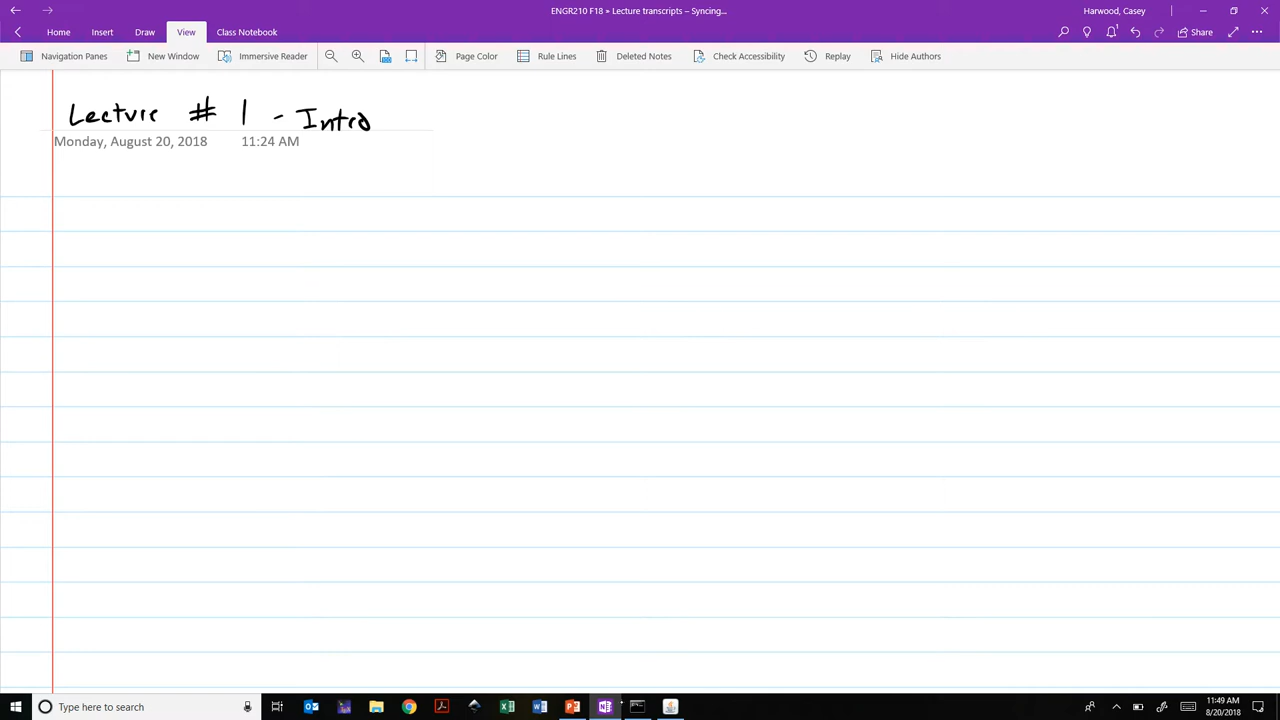 ENGR210 F18 » Lecture transcripts – Syncing...
Harwood, Casey
Home Insert Draw View Class Notebook
Share
Navigation Panes New Window Immersive Reader Page Color Rule Lines Deleted Notes Check Accessibility Replay Hide Authors
Lecture # 1 - Intro
Monday, August 20, 2018 11:24 AM
Type here to search
11:49 AM
8/20/2018